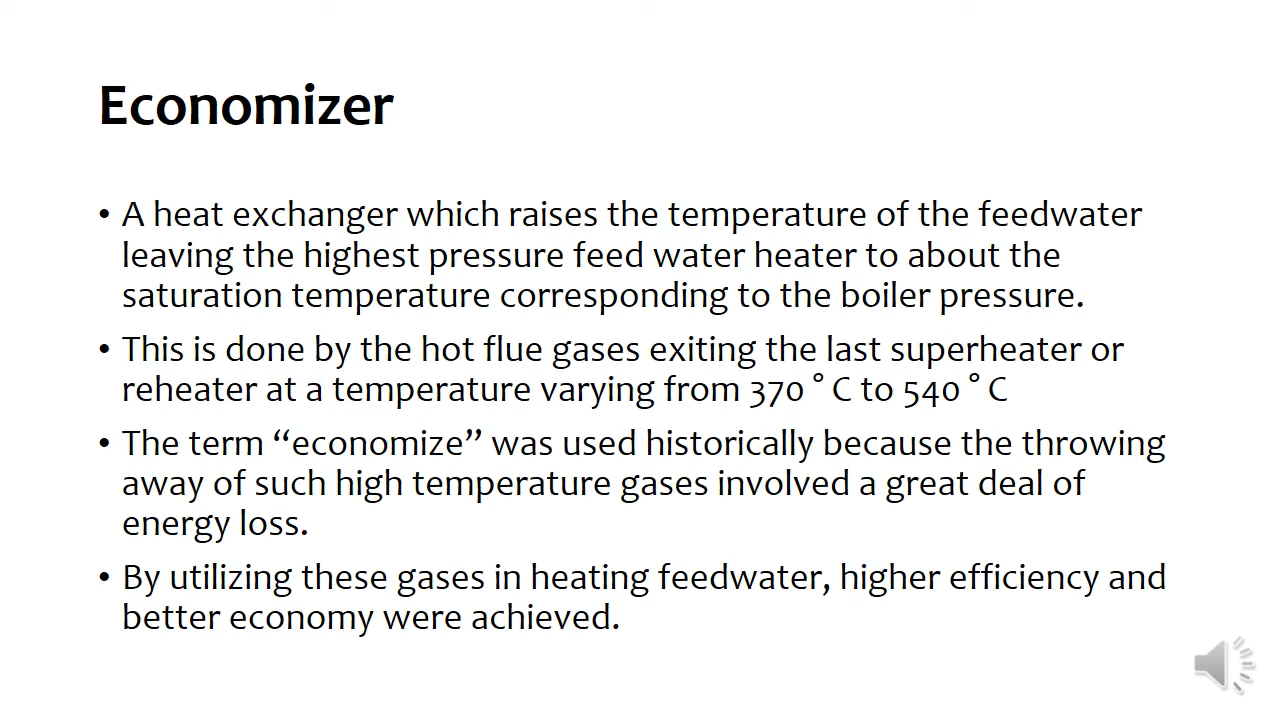 Economizer
• A heat exchanger which raises the temperature of the feedwater
leaving the highest pressure feed water heater to about the
saturation temperature corresponding to the boiler pressure.
• This is done by the hot flue gases exiting the last superheater or
reheater at a temperature varying from 370 ° C to 540 ° C
• The term “economize” was used historically because the throwing
away of such high temperature gases involved a great deal of
energy loss.
• By utilizing these gases in heating feedwater, higher efficiency and
better economy were achieved.